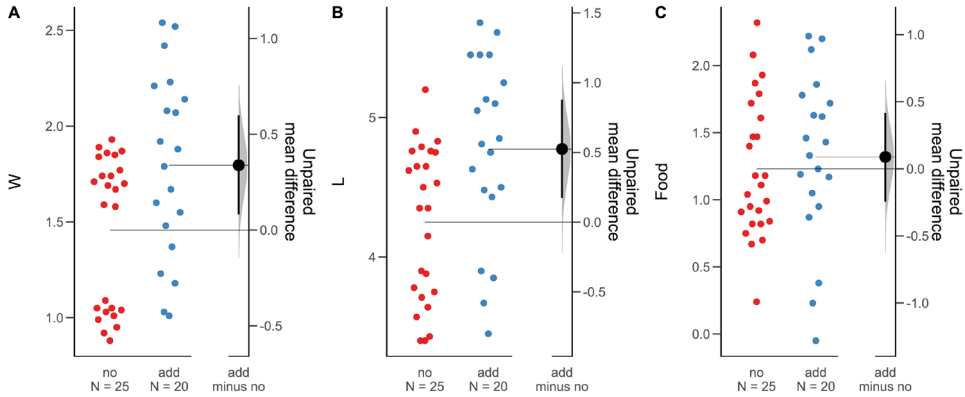 A
B
C
2.5
2.0
1.5
1.0
W
1.0
0.5
0.0
-0.5
Unpaired
mean difference
no
N = 25
add
N = 20
add
minus no
5
4
L
1.5
1.0
0.5
0.0
-0.5
Unpaired
mean difference
no
N = 25
add
N = 20
add
minus no
2.0
1.5
1.0
0.5
0.0
Food
1.0
0.5
0.0
-0.5
-1.0
Unpaired
mean difference
no
N = 25
add
N = 20
add
minus no